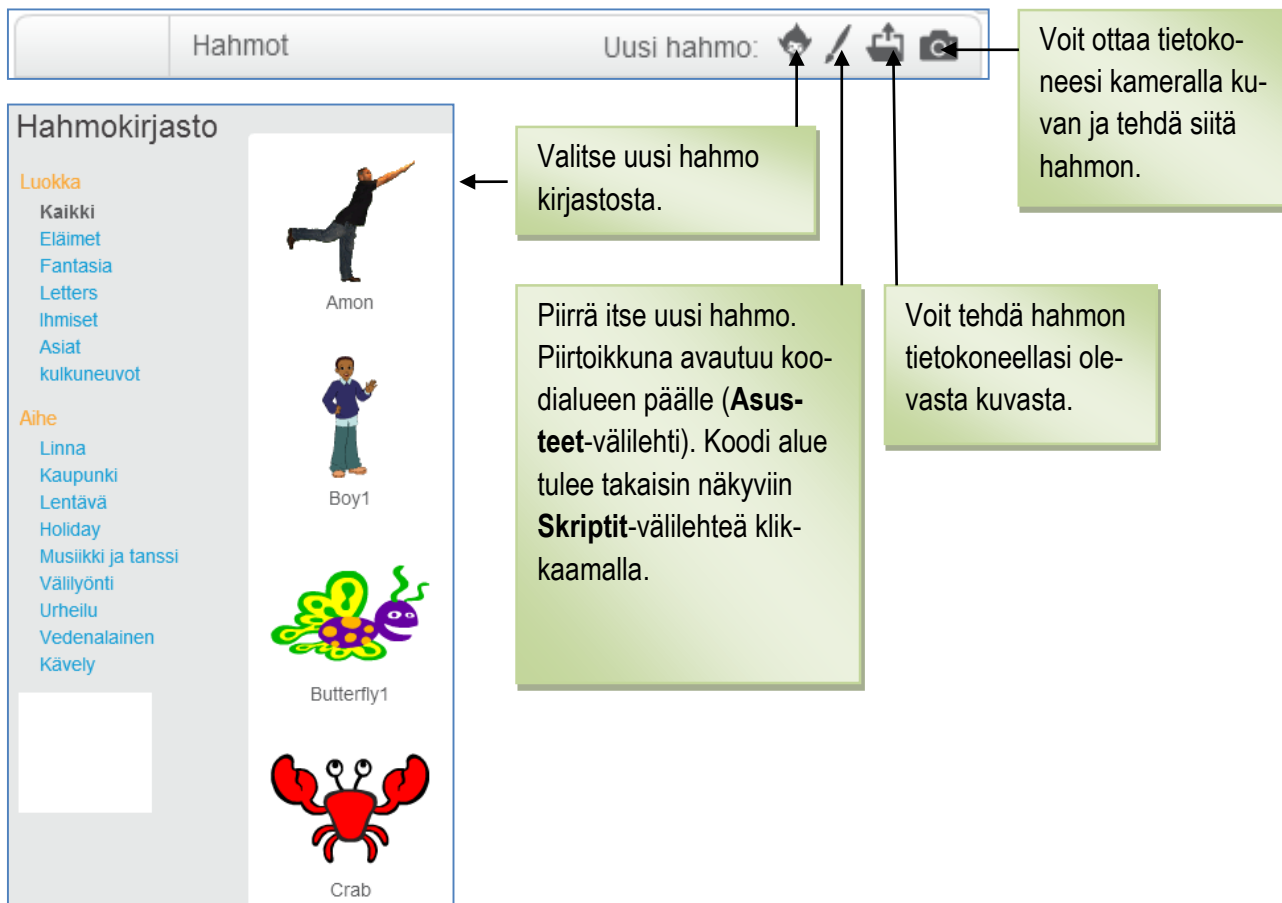 Hahmot
Uusi hahmo:
Voit ottaa tietoko-
neesi kameralla ku-
van ja tehdä siitä
hahmon.
Hahmokirjasto
Luokka
Kaikki
Eläimet
Fantasia
Letters
Ihmiset
Asiat
kulkuneuvot
Aihe
Linna
Kaupunki
Lentävä
Holiday
Musiikki ja tanssi
Välilyönti
Urheilu
Vedenalainen
Kävely
Amon
Boy1
Butterfly1
Crab
Valitse uusi hahmo
kirjastosta.
Piirrä itse uusi hahmo.
Piirtoikkuna avautuu koo-
dialueen päälle (Asus-
teet-välilehti). Koodi alue
tulee takaisin näkyviin
Skriptit-välilehteä klik-
kaamalla.
Voit tehdä hahmon
tietokoneellasi ole-
vasta kuvasta.